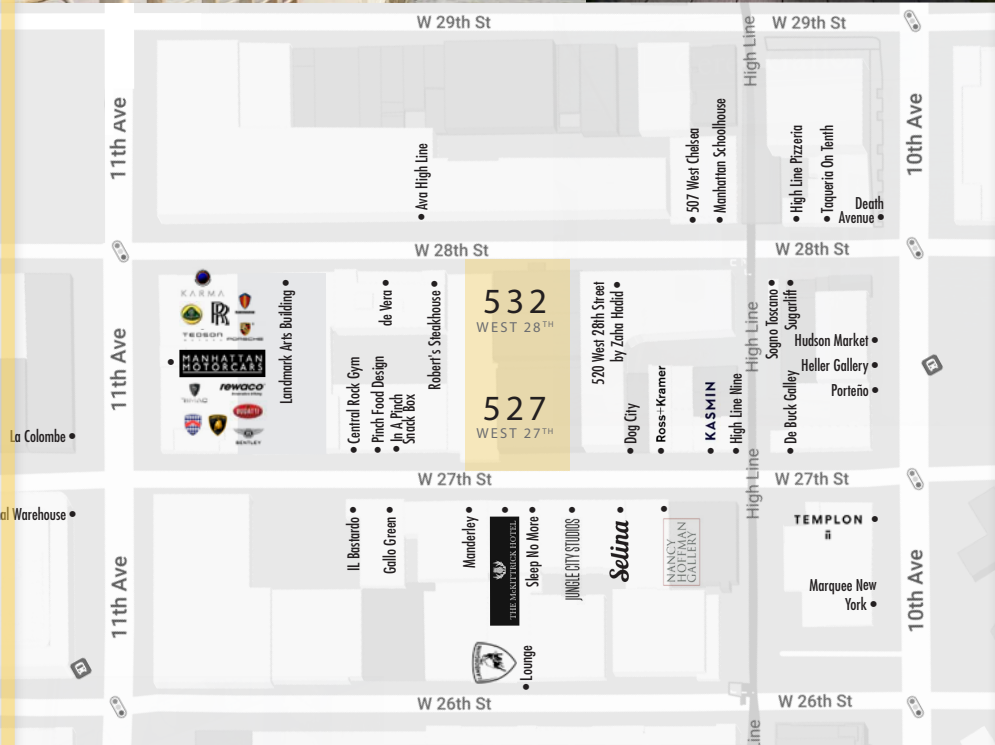 W 29th St
W 29th St
High Line
11th Ave
10th Ave
Ava High Line
507 West Chelsea
Manhattan Schoolhouse
High Line Pizzeria
Taqueria On Tenth
Death
Avenue
W 28th St
W 28th St
KARMA
TEDSON
PORSCHE
MANHATTAN
MOTORCARS
rewaco
BUGATTI
BENTLEY
Landmark Arts Building
de Vera
Robert's Steakhouse
Central Rock Gym
Pinch Food Design
In A Pinch
Snack Box
532
WEST 28TH
527
WEST 27TH
520 West 28th Street
by Zaha Hadid
Dog City
Ross+Kramer
KASMIN
High Line Nine
High Line
Sogno Toscano
Sugarlift
Hudson Market
Heller Gallery
Porteño
De Buck Galley
11th Ave
La Colombe
W 27th St
W 27th St
High Line
al Warehouse
11th Ave
10th Ave
IL Bastardo
Gallo Green
Manderley
THE McKITTRICK HOTEL
Sleep No More
JUNGLE CITY STUDIOS
Selina
NANCY
HOFFMAN
GALLERY
TEMPLON
Marquee New
York
Lounge
W 26th St
W 26th St
Line